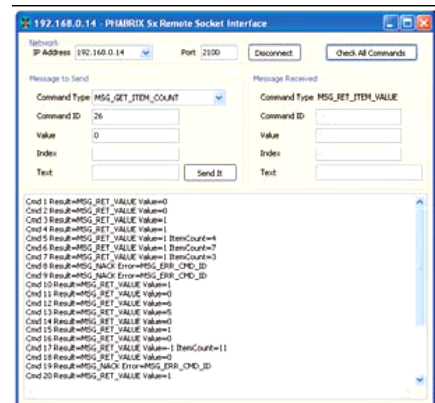 192.168.0.14 - PHABRIX Sx Remote Socket Interface
Network
IP Address 192.168.0.14 Port 2100 Disconnect Check All Commands
Message to Send Message Received
Command Type MSG_GET_ITEM_COUNT Command Type MSG_RET_ITEM_VALUE
Command ID 26 Command ID
Value 0 Value
Index Index
Text Send It Text
Cmd 1 Result=MSG_RET_VALUE Value=0
Cmd 2 Result=MSG_RET_VALUE Value=0
Cmd 3 Result=MSG_RET_VALUE Value=1
Cmd 4 Result=MSG_RET_VALUE Value=1
Cmd 5 Result=MSG_RET_VALUE Value=1 ItemCount=4
Cmd 6 Result=MSG_RET_VALUE Value=1 ItemCount=7
Cmd 7 Result=MSG_RET_VALUE Value=1 ItemCount=3
Cmd 8 Result=MSG_NACK Error=MSG_ERR_CMD_ID
Cmd 9 Result=MSG_NACK Error=MSG_ERR_CMD_ID
Cmd 10 Result=MSG_RET_VALUE Value=1
Cmd 11 Result=MSG_RET_VALUE Value=0
Cmd 12 Result=MSG_RET_VALUE Value=6
Cmd 13 Result=MSG_RET_VALUE Value=5
Cmd 14 Result=MSG_RET_VALUE Value=0
Cmd 15 Result=MSG_RET_VALUE Value=1
Cmd 16 Result=MSG_RET_VALUE Value=0
Cmd 17 Result=MSG_RET_VALUE Value=-1 ItemCount=11
Cmd 18 Result=MSG_RET_VALUE Value=0
Cmd 19 Result=MSG_NACK Error=MSG_ERR_CMD_ID
Cmd 20 Result=MSG_RET_VALUE Value=1